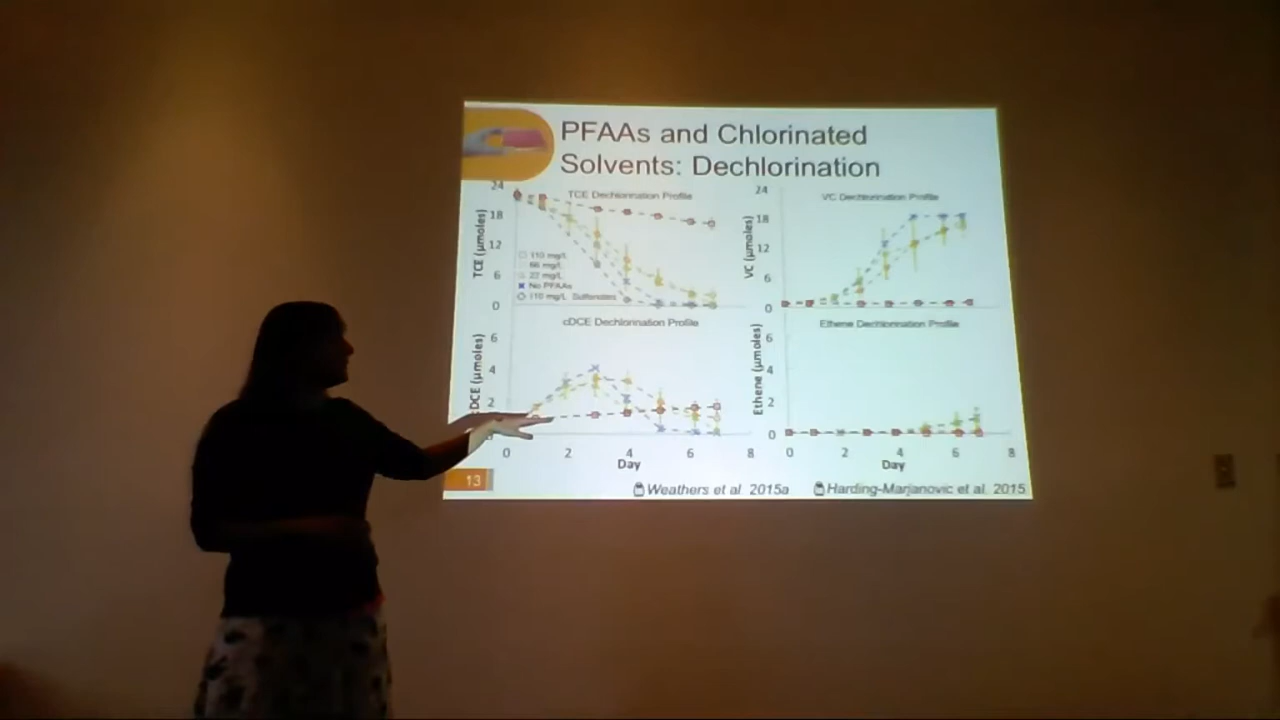 PFAAs and Chlorinated
Solvents: Dechlorination
TCE Dechlorination Profile
24
18
12
6
0
TCE (µmoles)
110 mg/L
66 mg/L
22 mg/L
No PFAAs
110 mg/L Sulfonates
VC Dechlorination Profile
24
18
12
6
0
VC (µmoles)
cDCE Dechlorination Profile
6
4
2
DCE (µmoles)
0 2 4 6 8
Day
Ethene Dechlorination Profile
6
4
2
0
Ethene (µmoles)
0 2 4 6 8
Day
13
Weathers et al. 2015a
Harding-Marjanovic et al. 2015